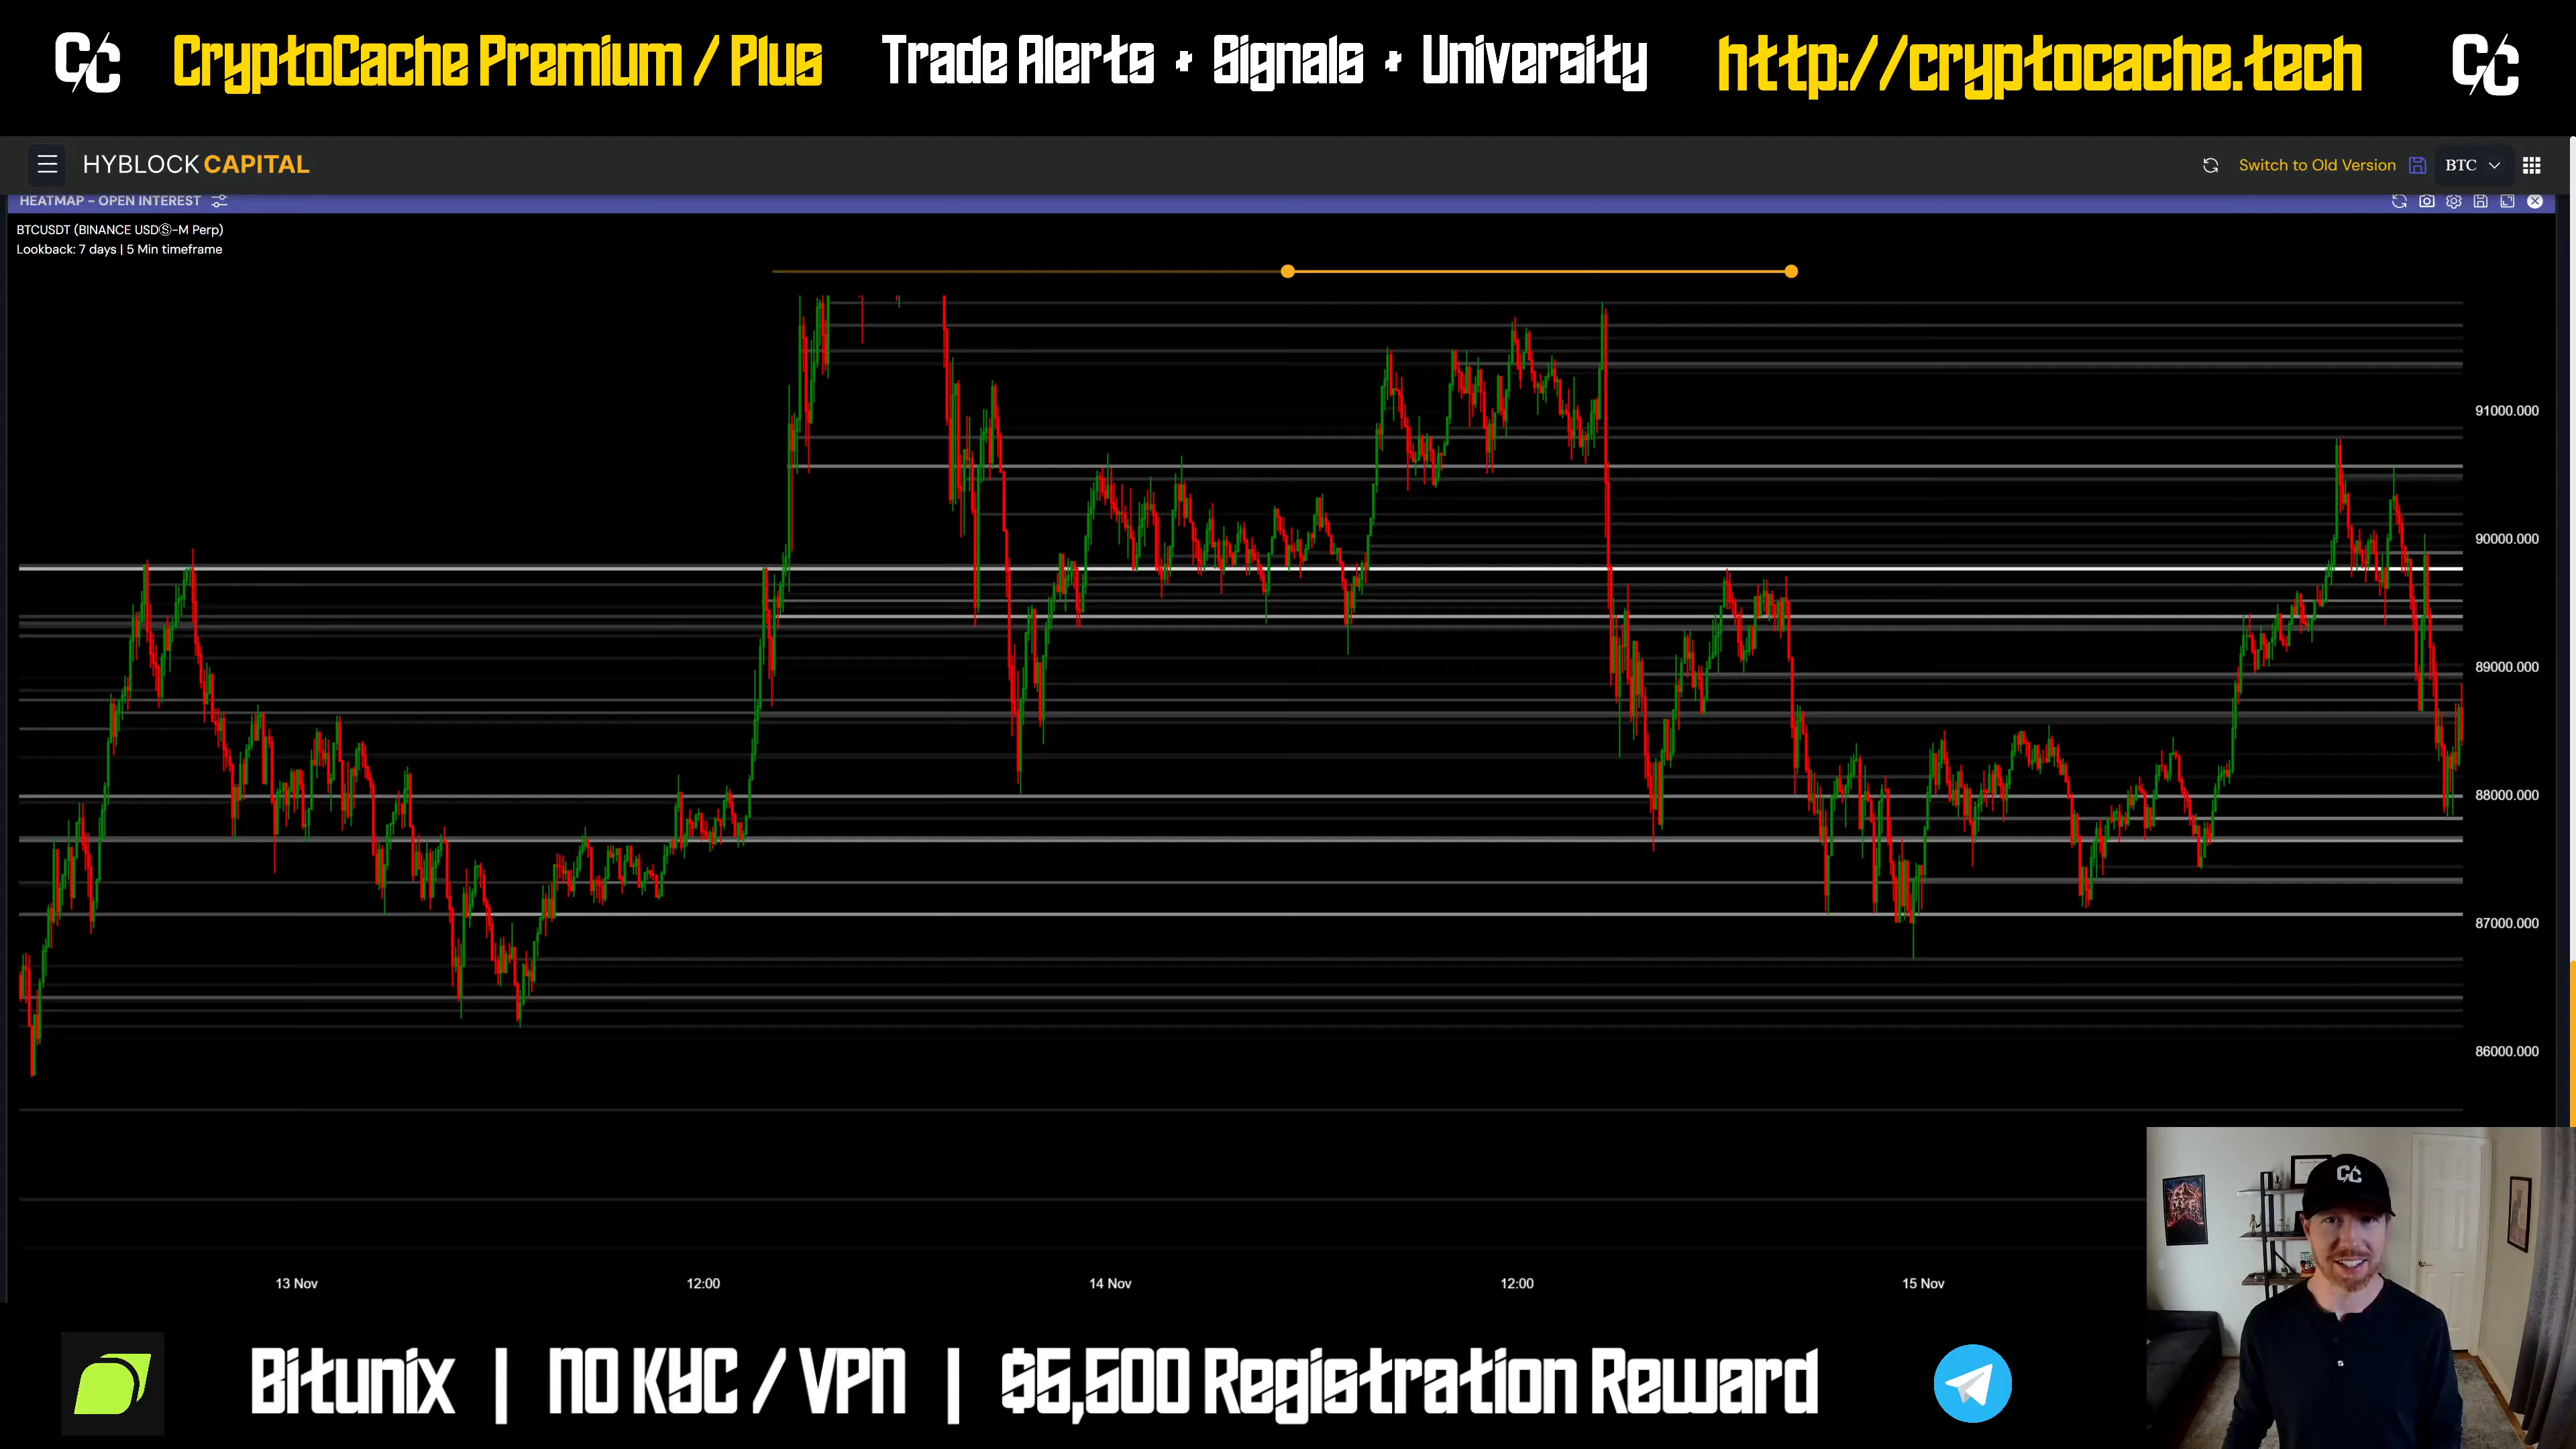 CC CryptoCache Premium / Plus Trade Alerts + Signals + University http://cryptocache.tech CC
HYBLOCK CAPITAL Switch to Old Version BTC
HEATMAP - OPEN INTEREST
BTCUSDT (BINANCE USDⓈ-M Perp)
Lookback: 7 days | 5 Min timeframe
91000.000
90000.000
89000.000
88000.000
87000.000
86000.000
CC
13 Nov 12:00 14 Nov 12:00 15 Nov
Bitunix | NO KYC / VPN | $5,500 Registration Reward